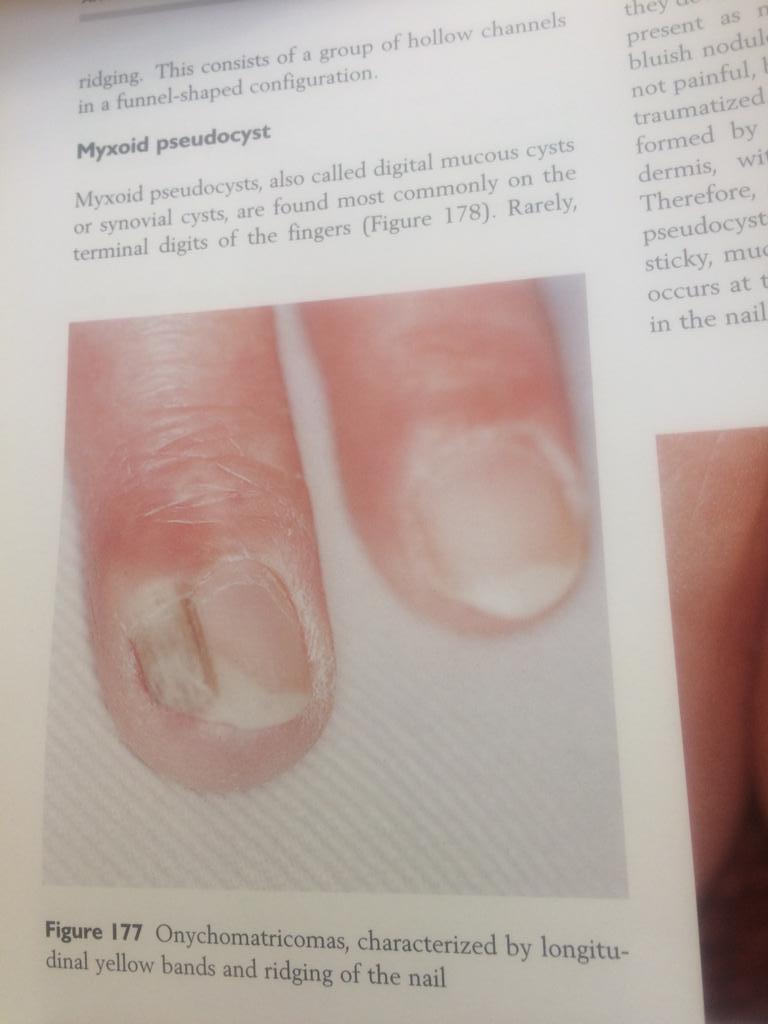 ridging. This consists of a group of hollow channels
in a funnel-shaped configuration.
Myxoid pseudocyst
Myxoid pseudocysts, also called digital mucous cysts
or synovial cysts, are found most commonly on the
terminal digits of the fingers (Figure 178). Rarely,
Figure 177 Onychomatricomas, characterized by longitu-
dinal yellow bands and ridging of the nail
they
present as
bluish
not painful,
traumatized
formed by
dermis,
Therefore,
pseudocyst
sticky,
occurs at
in the nail